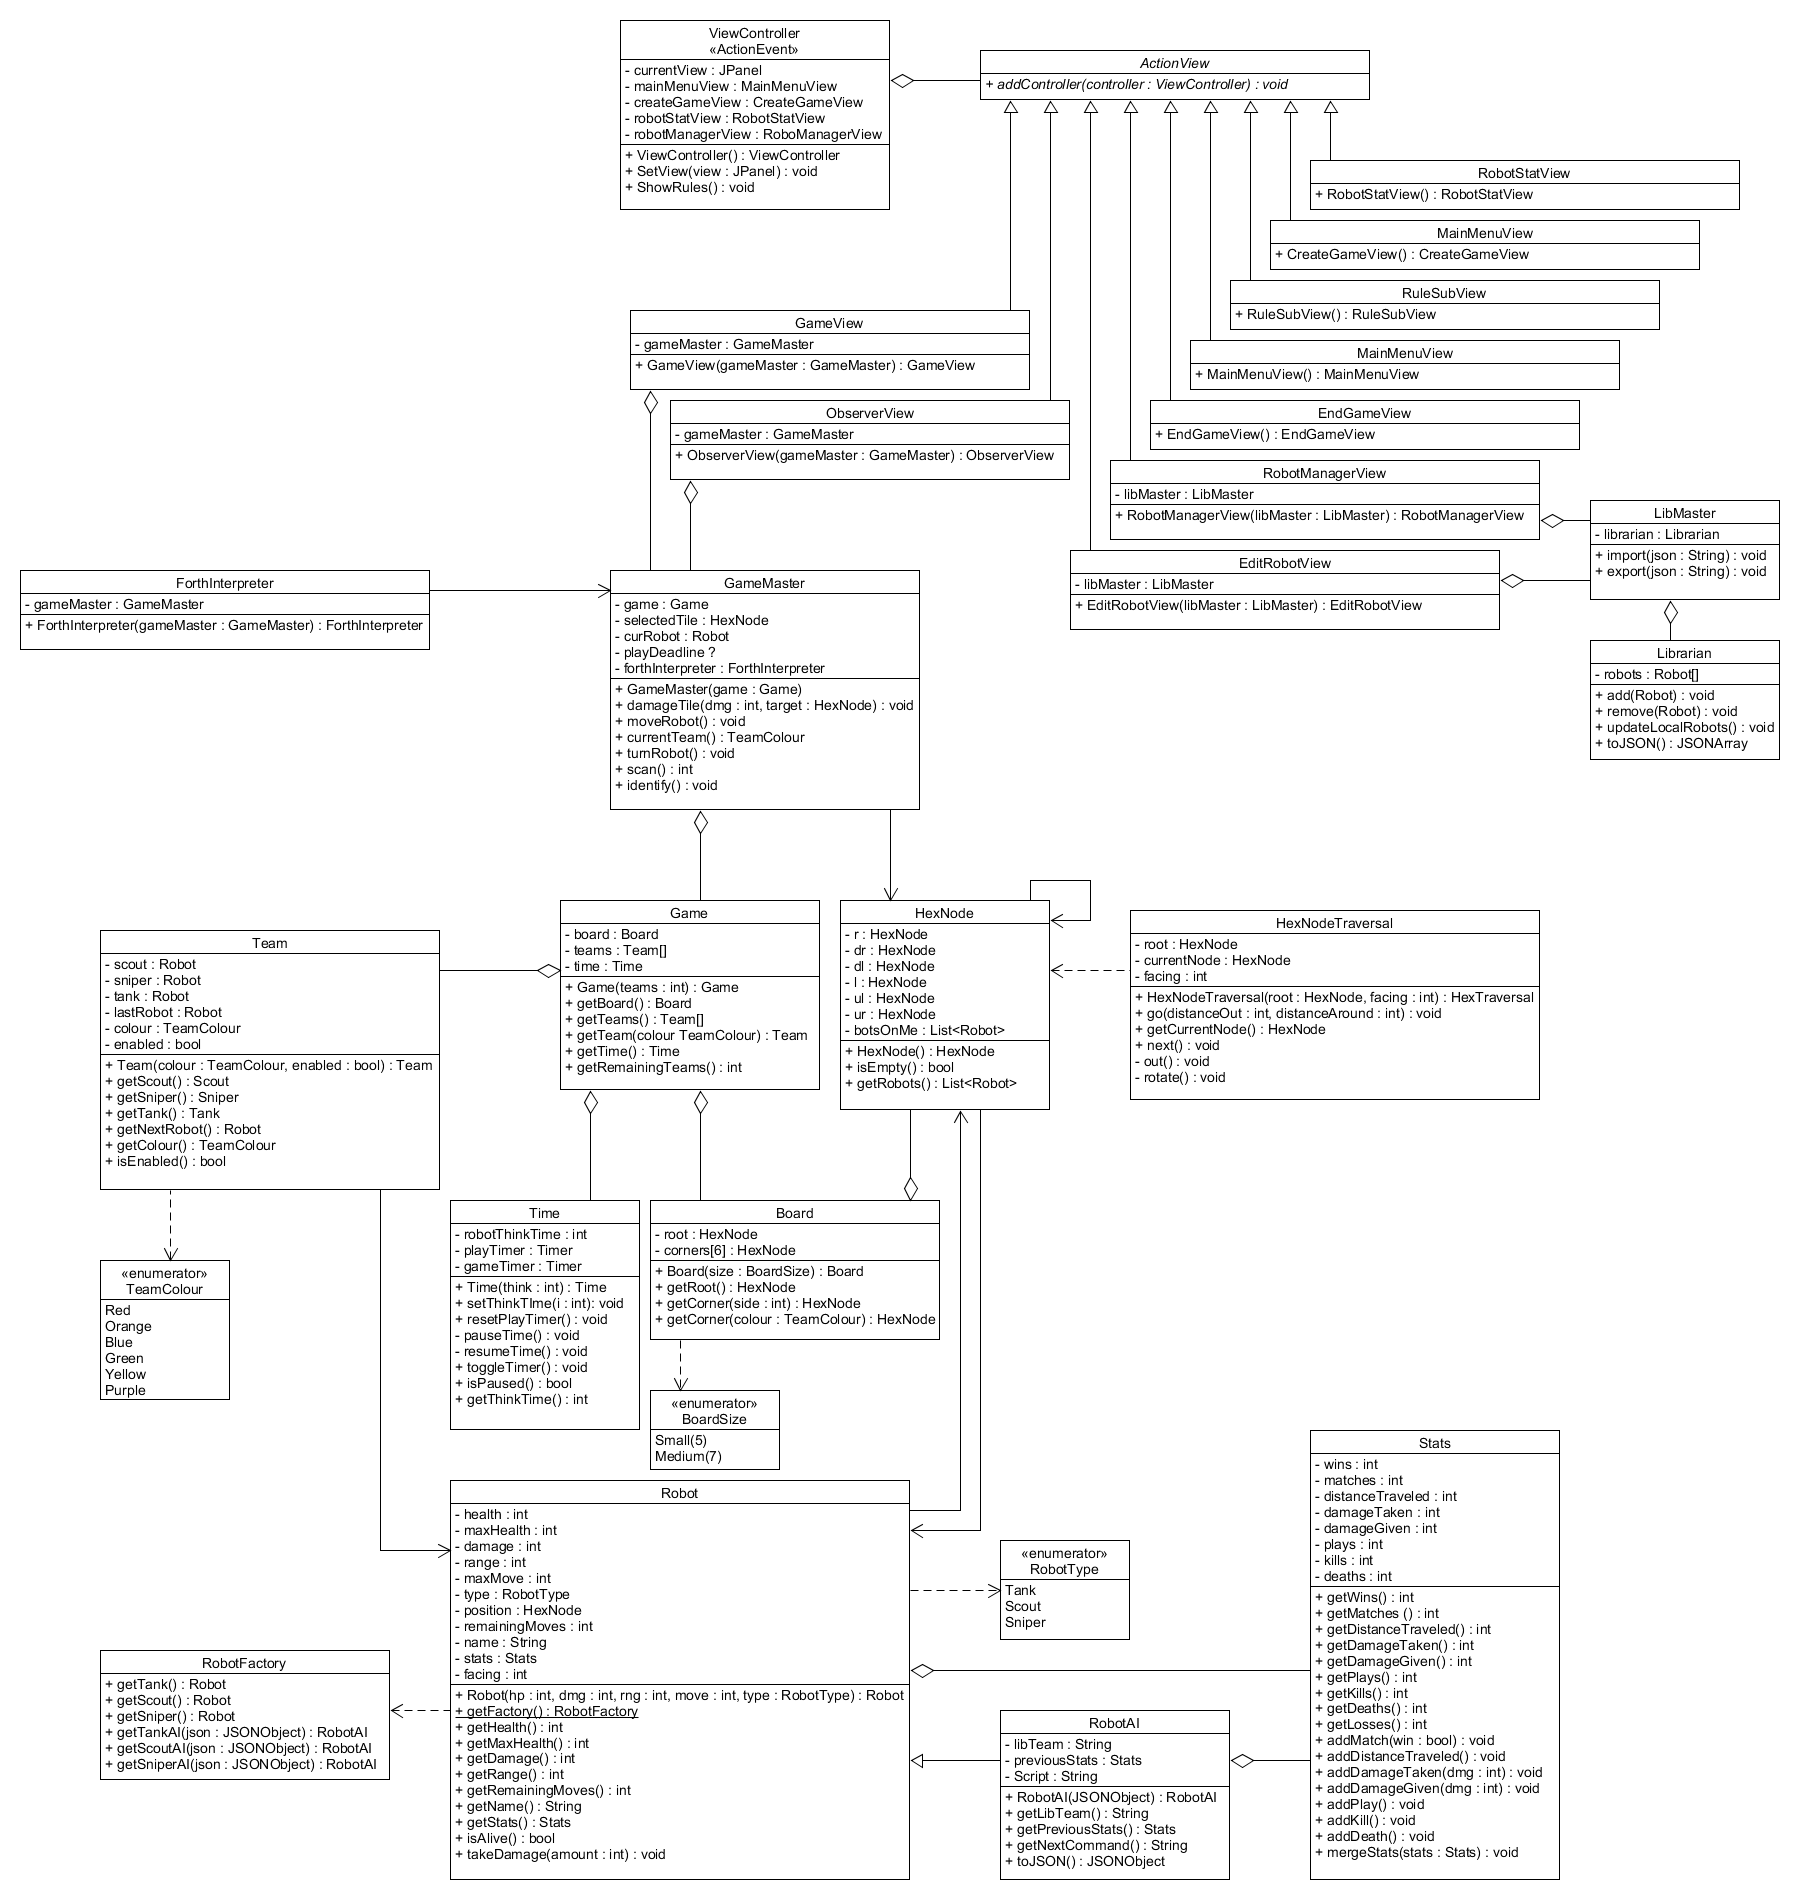 ViewController
«ActionEvent»
- currentView : JPanel
- mainMenuView : MainMenuView
- createGameView : CreateGameView
- robotStatView : RobotStatView
- robotManagerView : RoboManagerView
+ ViewController() : ViewController
+ SetView(view : JPanel) : void
+ ShowRules() : void
ActionView
+ addController(controller : ViewController) : void
RobotStatView
+ RobotStatView() : RobotStatView
MainMenuView
+ CreateGameView() : CreateGameView
RuleSubView
+ RuleSubView() : RuleSubView
MainMenuView
+ MainMenuView() : MainMenuView
EndGameView
+ EndGameView() : EndGameView
RobotManagerView
- libMaster : LibMaster
+ RobotManagerView(libMaster : LibMaster) : RobotManagerView
EditRobotView
- libMaster : LibMaster
+ EditRobotView(libMaster : LibMaster) : EditRobotView
LibMaster
- librarian : Librarian
+ import(json : String) : void
+ export(json : String) : void
Librarian
- robots : Robot[]
+ add(Robot) : void
+ remove(Robot) : void
+ updateLocalRobots() : void
+ toJSON() : JSONArray
GameView
- gameMaster : GameMaster
+ GameView(gameMaster : GameMaster) : GameView
ObserverView
- gameMaster : GameMaster
+ ObserverView(gameMaster : GameMaster) : ObserverView
ForthInterpreter
- gameMaster : GameMaster
+ ForthInterpreter(gameMaster : GameMaster) : ForthInterpreter
GameMaster
- game : Game
- selectedTile : HexNode
- curRobot : Robot
- playDeadline ?
- forthInterpreter : ForthInterpreter
+ GameMaster(game : Game)
+ damageTile(dmg : int, target : HexNode) : void
+ moveRobot() : void
+ currentTeam() : TeamColour
+ turnRobot() : void
+ scan() : int
+ identify() : void
Team
- scout : Robot
- sniper : Robot
- tank : Robot
- lastRobot : Robot
- colour : TeamColour
- enabled : bool
+ Team(colour : TeamColour, enabled : bool) : Team
+ getScout() : Scout
+ getSniper() : Sniper
+ getTank() : Tank
+ getNextRobot() : Robot
+ getColour() : TeamColour
+ isEnabled() : bool
Game
- board : Board
- teams : Team[]
- time : Time
+ Game(teams : int) : Game
+ getBoard() : Board
+ getTeams() : Team[]
+ getTeam(colour TeamColour) : Team
+ getTime() : Time
+ getRemainingTeams() : int
HexNode
- r : HexNode
- dr : HexNode
- dl : HexNode
- l : HexNode
- ul : HexNode
- ur : HexNode
- botsOnMe : List<Robot>
+ HexNode() : HexNode
+ isEmpty() : bool
+ getRobots() : List<Robot>
HexNodeTraversal
- root : HexNode
- currentNode : HexNode
- facing : int
+ HexNodeTraversal(root : HexNode, facing : int) : HexTraversal
+ go(distanceOut : int, distanceAround : int) : void
+ getCurrentNode() : HexNode
+ next() : void
- out() : void
- rotate() : void
«enumerator»
TeamColour
Red
Orange
Blue
Green
Yellow
Purple
Time
- robotThinkTime : int
- playTimer : Timer
- gameTimer : Timer
+ Time(think : int) : Time
+ setThinkTIme(i : int): void
+ resetPlayTimer() : void
- pauseTime() : void
- resumeTime() : void
+ toggleTimer() : void
+ isPaused() : bool
+ getThinkTime() : int
Board
- root : HexNode
- corners[6] : HexNode
+ Board(size : BoardSize) : Board
+ getRoot() : HexNode
+ getCorner(side : int) : HexNode
+ getCorner(colour : TeamColour) : HexNode
«enumerator»
BoardSize
Small(5)
Medium(7)
Robot
- health : int
- maxHealth : int
- damage : int
- range : int
- maxMove : int
- type : RobotType
- position : HexNode
- remainingMoves : int
- name : String
- stats : Stats
- facing : int
+ Robot(hp : int, dmg : int, rng : int, move : int, type : RobotType) : Robot
+ getFactory() : RobotFactory
+ getHealth() : int
+ getMaxHealth() : int
+ getDamage() : int
+ getRange() : int
+ getRemainingMoves() : int
+ getName() : String
+ getStats() : Stats
+ isAlive() : bool
+ takeDamage(amount : int) : void
RobotFactory
+ getTank() : Robot
+ getScout() : Robot
+ getSniper() : Robot
+ getTankAI(json : JSONObject) : RobotAI
+ getScoutAI(json : JSONObject) : RobotAI
+ getSniperAI(json : JSONObject) : RobotAI
«enumerator»
RobotType
Tank
Scout
Sniper
RobotAI
- libTeam : String
- previousStats : Stats
- Script : String
+ RobotAI(JSONObject) : RobotAI
+ getLibTeam() : String
+ getPreviousStats() : Stats
+ getNextCommand() : String
+ toJSON() : JSONObject
Stats
- wins : int
- matches : int
- distanceTraveled : int
- damageTaken : int
- damageGiven : int
- plays : int
- kills : int
- deaths : int
+ getWins() : int
+ getMatches () : int
+ getDistanceTraveled() : int
+ getDamageTaken() : int
+ getDamageGiven() : int
+ getPlays() : int
+ getKills() : int
+ getDeaths() : int
+ getLosses() : int
+ addMatch(win : bool) : void
+ addDistanceTraveled() : void
+ addDamageTaken(dmg : int) : void
+ addDamageGiven(dmg : int) : void
+ addPlay() : void
+ addKill() : void
+ addDeath() : void
+ mergeStats(stats : Stats) : void